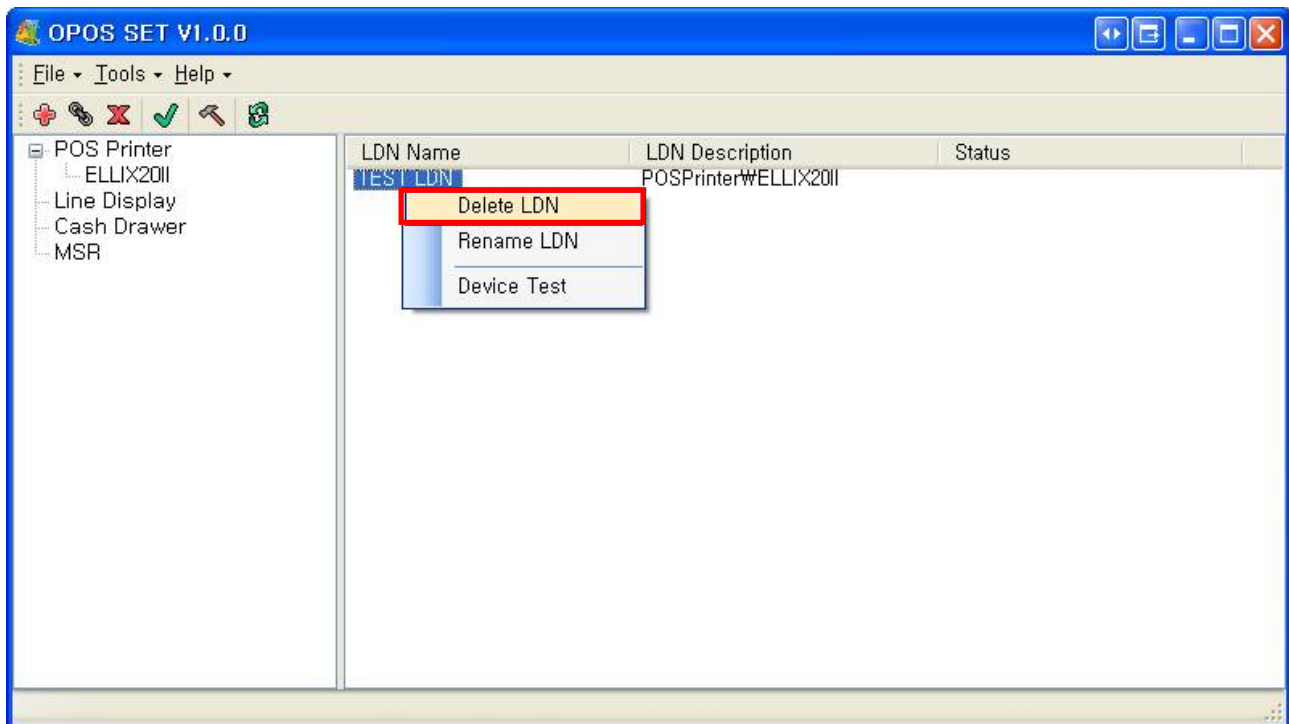 OPOS SET V1.0.0
File Tools Help
POS Printer
ELLIX20II
Line Display
Cash Drawer
MSR
LDN Name LDN Description Status
TEST LDN POSPrinter₩ELLIX20II
Delete LDN
Rename LDN
Device Test